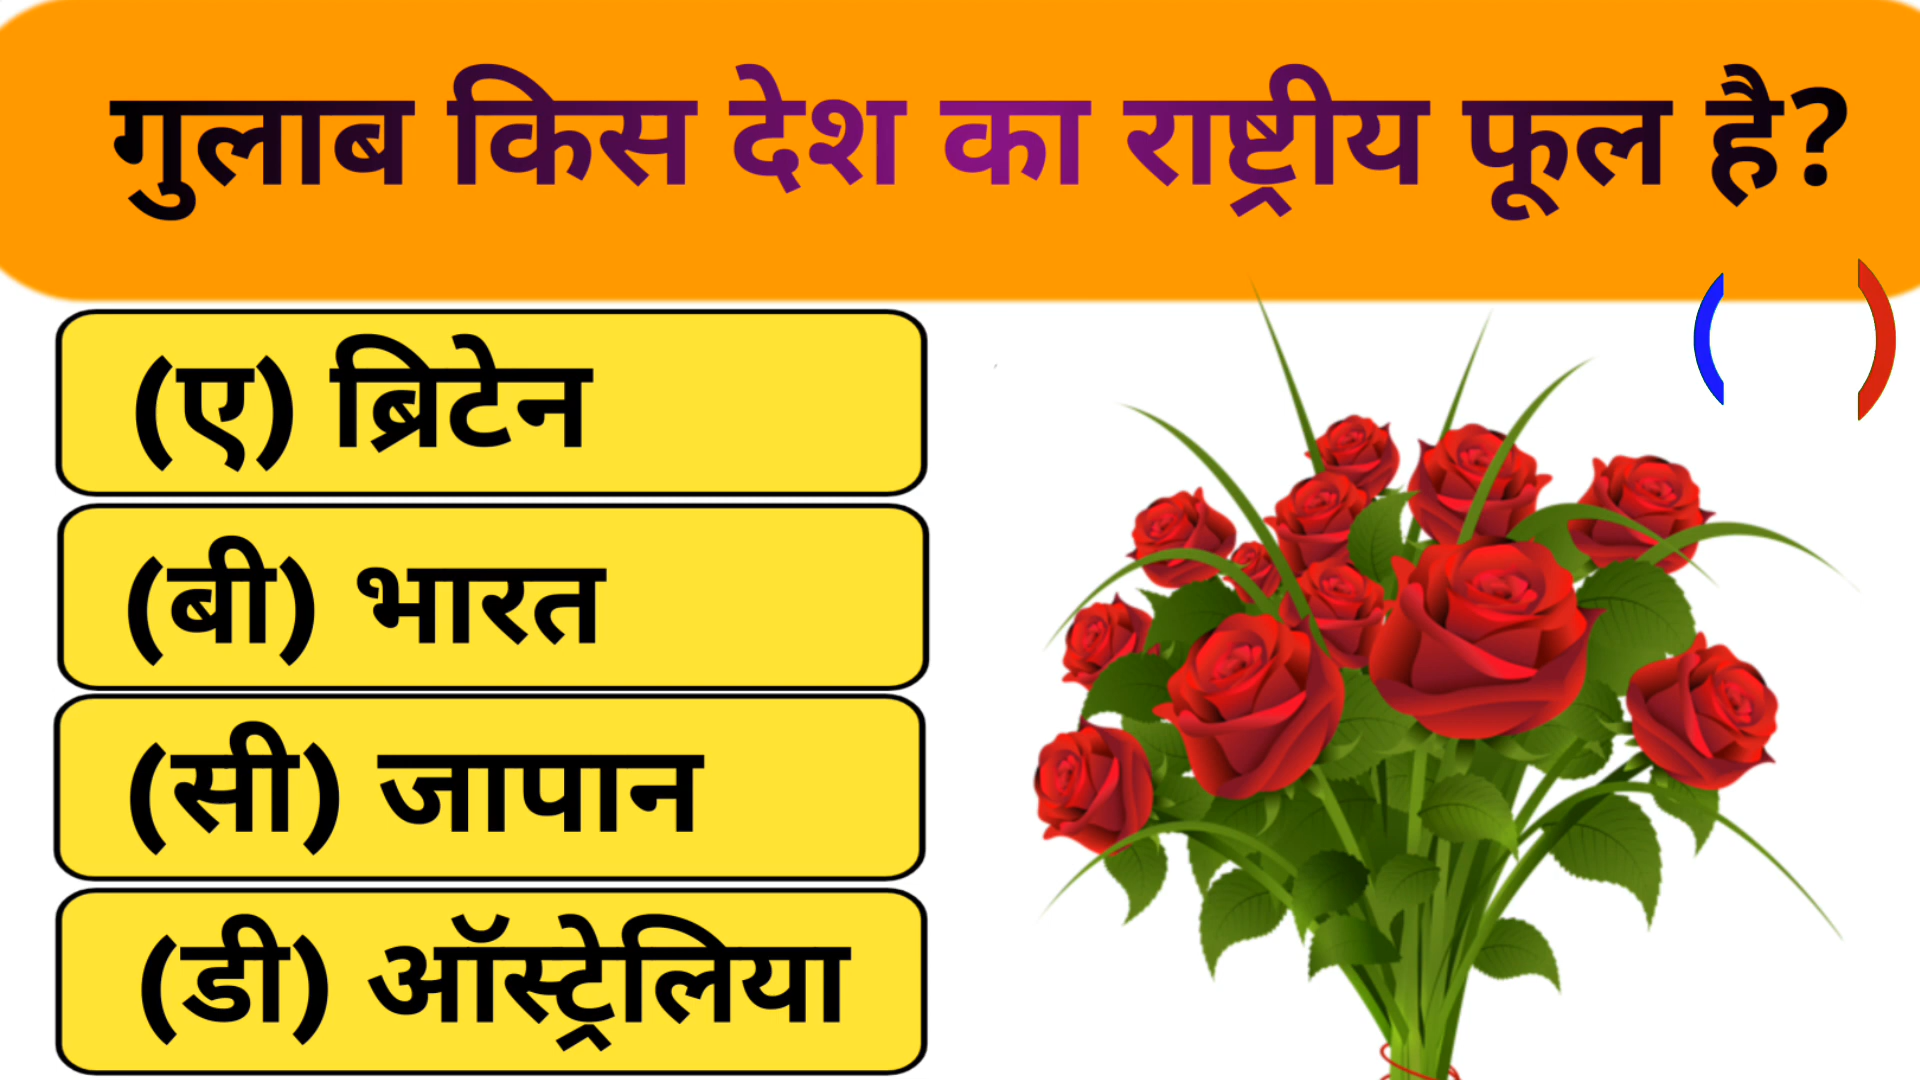 गुलाब किस देश का राष्ट्रीय फूल है?
(ए) ब्रिटेन
(बी) भारत
(सी) जापान
(डी) ऑस्ट्रेलिया